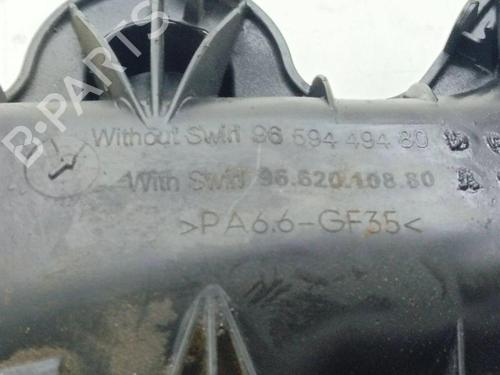 B-PARTS
Without Swirl 96 594 494 80
With Swirl 96.620.108.80
>PA6.6-GF35<